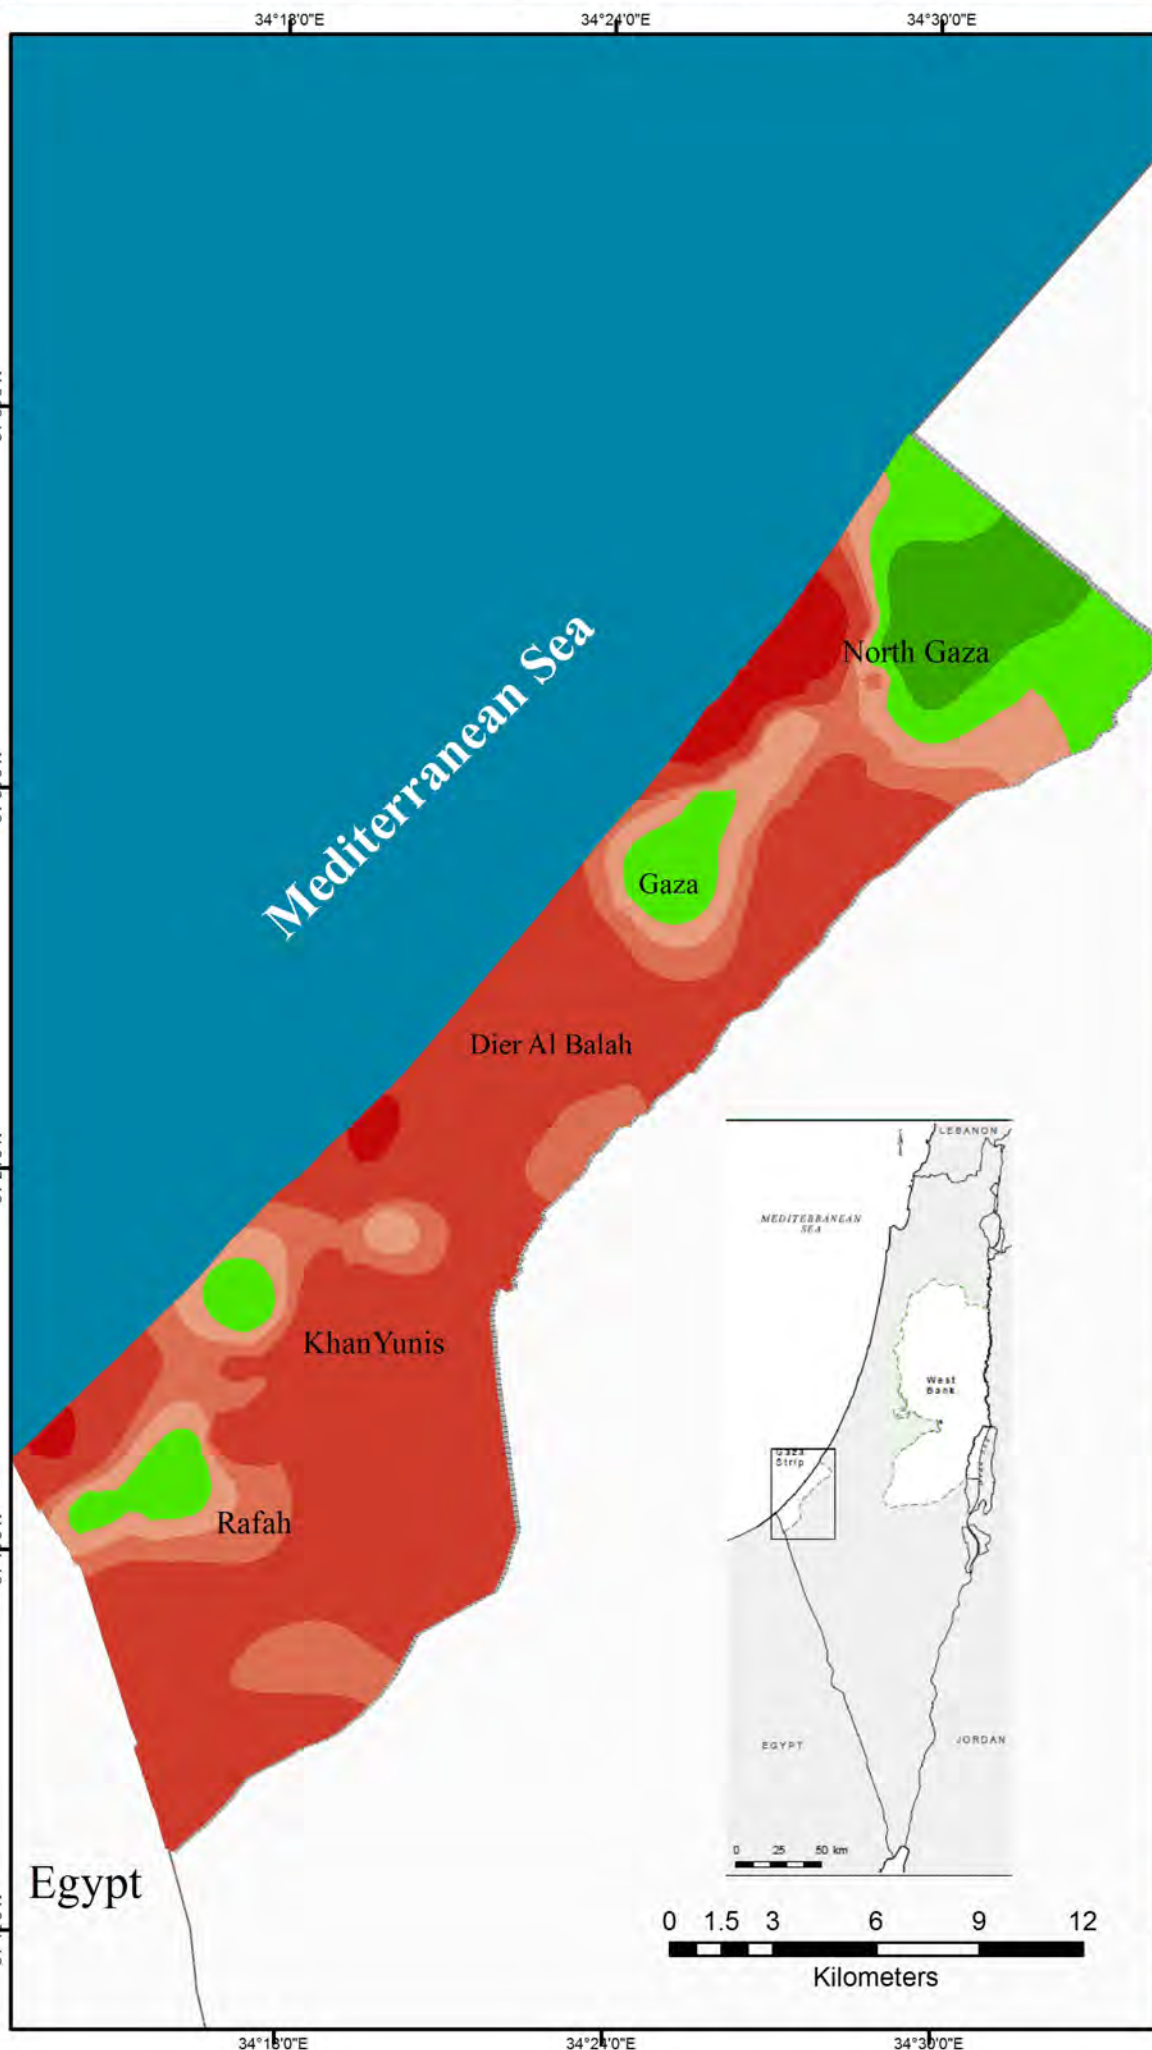 34°18'0"E 34°24'0"E 34°30'0"E
Mediterranean Sea
North Gaza
Gaza
Dier Al Balah
KhanYunis
Rafah
Egypt
LEBANON
MEDITERRANEAN
SEA
West
Bank
Gaza
Strip
EGYPT
JORDAN
0 25 50 km
0 1.5 3 6 9 12
Kilometers
34°18'0"E 34°24'0"E 34°30'0"E